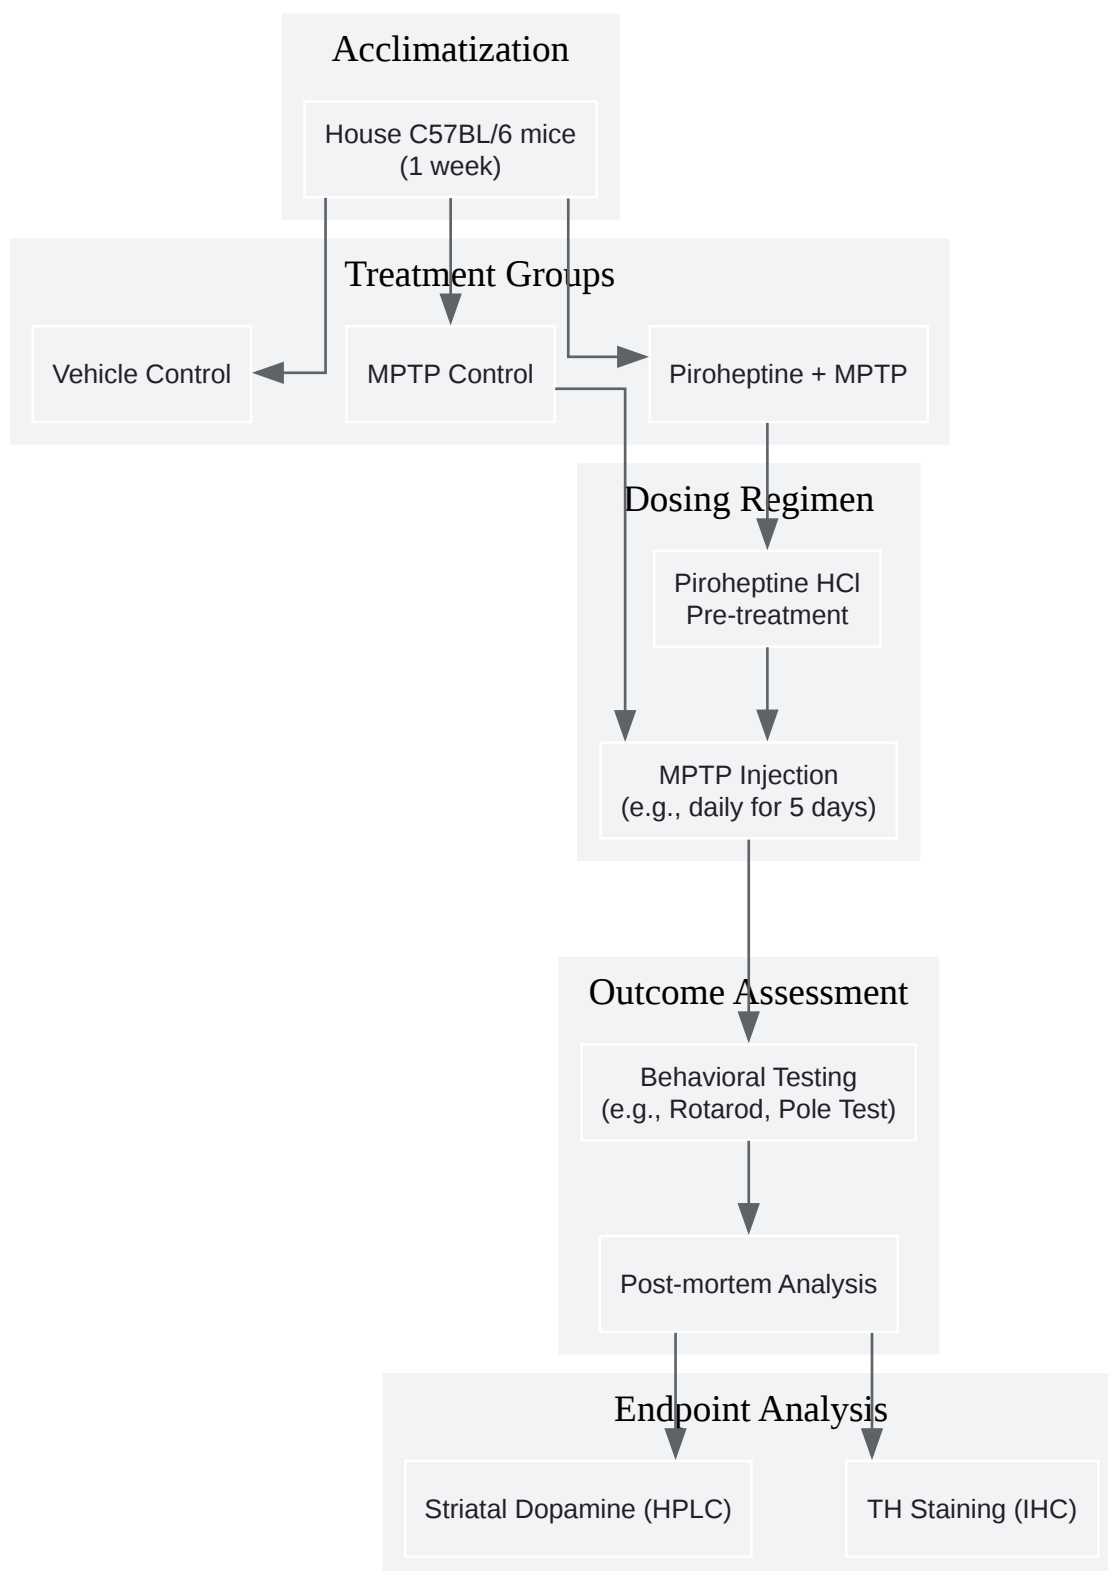 Acclimatization
House C57BL/6 mice
(1 week)
Treatment Groups
Vehicle Control
MPTP Control
Piroheptine + MPTP
Dosing Regimen
Piroheptine HCl
Pre-treatment
MPTP Injection
(e.g., daily for 5 days)
Outcome Assessment
Behavioral Testing
(e.g., Rotarod, Pole Test)
Post-mortem Analysis
Endpoint Analysis
Striatal Dopamine (HPLC)
TH Staining (IHC)